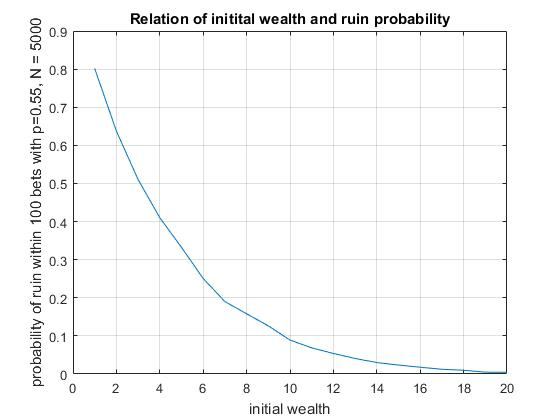 Relation of initital wealth and ruin probability
probability of ruin within 100 bets with p=0.55, N = 5000
0.9
0.8
0.7
0.6
0.5
0.4
0.3
0.2
0.1
0
0 2 4 6 8 10 12 14 16 18 20
initial wealth